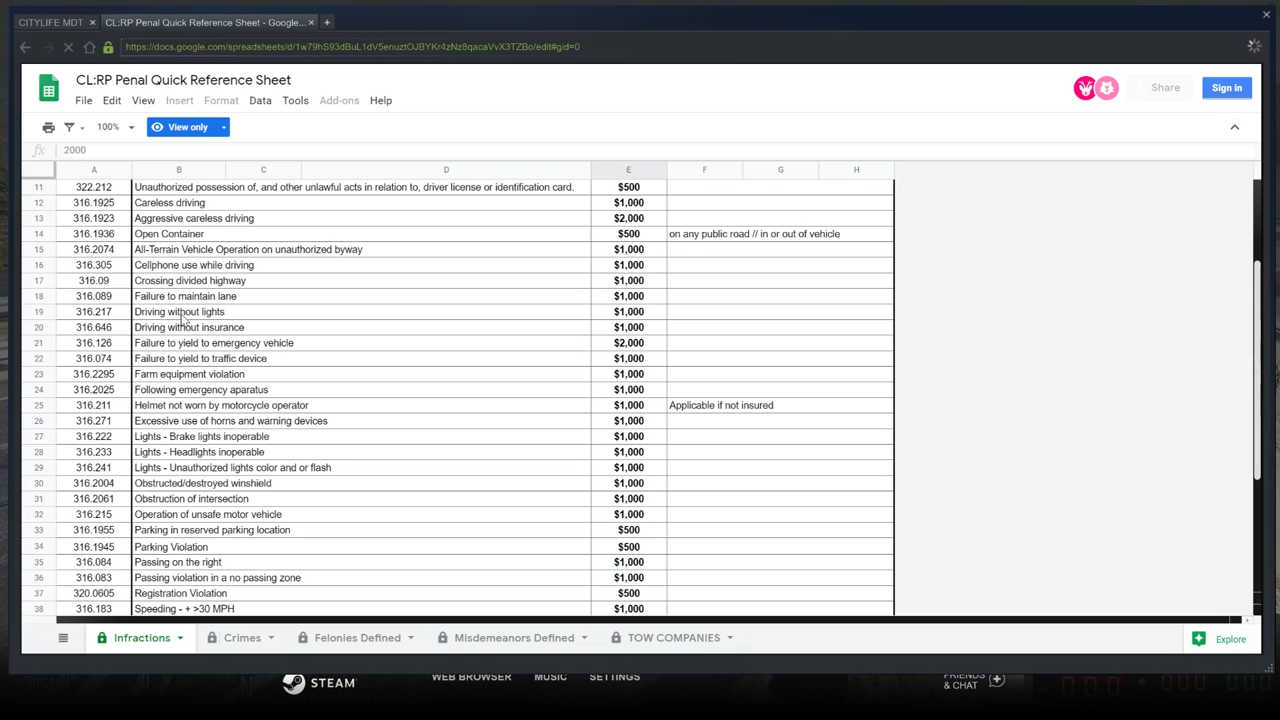 CITYLIFE MDT
CL:RP Penal Quick Reference Sheet - Google...
https://docs.google.com/spreadsheets/d/1w79hS93dBuL1dV5enuztOJBYKr4zNz8qacaVvX3TZBo/edit#gid=0
CL:RP Penal Quick Reference Sheet
File Edit View Insert Format Data Tools Add-ons Help
Share
Sign in
100%
View only
fx 2000
A B C D E F G H
11 322.212 Unauthorized possession of, and other unlawful acts in relation to, driver license or identification card. $500
12 316.1925 Careless driving $1,000
13 316.1923 Aggressive careless driving $2,000
14 316.1936 Open Container $500 on any public road // in or out of vehicle
15 316.2074 All-Terrain Vehicle Operation on unauthorized byway $1,000
16 316.305 Cellphone use while driving $1,000
17 316.09 Crossing divided highway $1,000
18 316.089 Failure to maintain lane $1,000
19 316.217 Driving without lights $1,000
20 316.646 Driving without insurance $1,000
21 316.126 Failure to yield to emergency vehicle $2,000
22 316.074 Failure to yield to traffic device $1,000
23 316.2295 Farm equipment violation $1,000
24 316.2025 Following emergency aparatus $1,000
25 316.211 Helmet not worn by motorcycle operator $1,000 Applicable if not insured
26 316.271 Excessive use of horns and warning devices $1,000
27 316.222 Lights - Brake lights inoperable $1,000
28 316.233 Lights - Headlights inoperable $1,000
29 316.241 Lights - Unauthorized lights color and or flash $1,000
30 316.2004 Obstructed/destroyed winshield $1,000
31 316.2061 Obstruction of intersection $1,000
32 316.215 Operation of unsafe motor vehicle $1,000
33 316.1955 Parking in reserved parking location $500
34 316.1945 Parking Violation $500
35 316.084 Passing on the right $1,000
36 316.083 Passing violation in a no passing zone $1,000
37 320.0605 Registration Violation $500
38 316.183 Speeding - + >30 MPH $1,000
Infractions Crimes Felonies Defined Misdemeanors Defined TOW COMPANIES
Explore
STEAM
WEB BROWSER MUSIC SETTINGS
FRIENDS
& CHAT